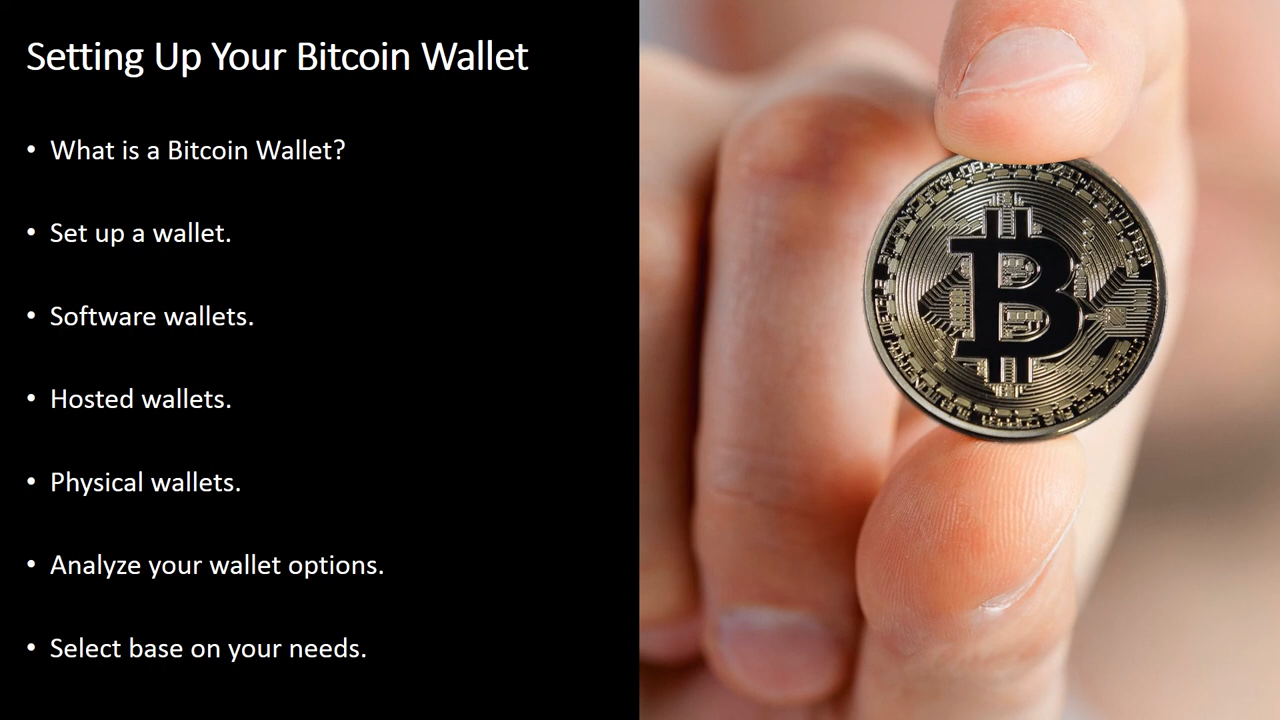 Setting Up Your Bitcoin Wallet
• What is a Bitcoin Wallet?
• Set up a wallet.
• Software wallets.
• Hosted wallets.
• Physical wallets.
• Analyze your wallet options.
• Select base on your needs.